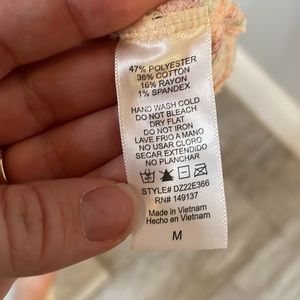 47% POLYESTER
36% COTTON
16% RAYON
1% SPANDEX
HAND WASH COLD
DO NOT BLEACH
DRY FLAT
DO NOT IRON
LAVE FRIO A MANO
NO USAR CLORO
SECAR EXTENDIDO
NO PLANCHAR
STYLE# DZ22E366
RN# 149137
Made in Vietnam
Hecho en Vietnam
M